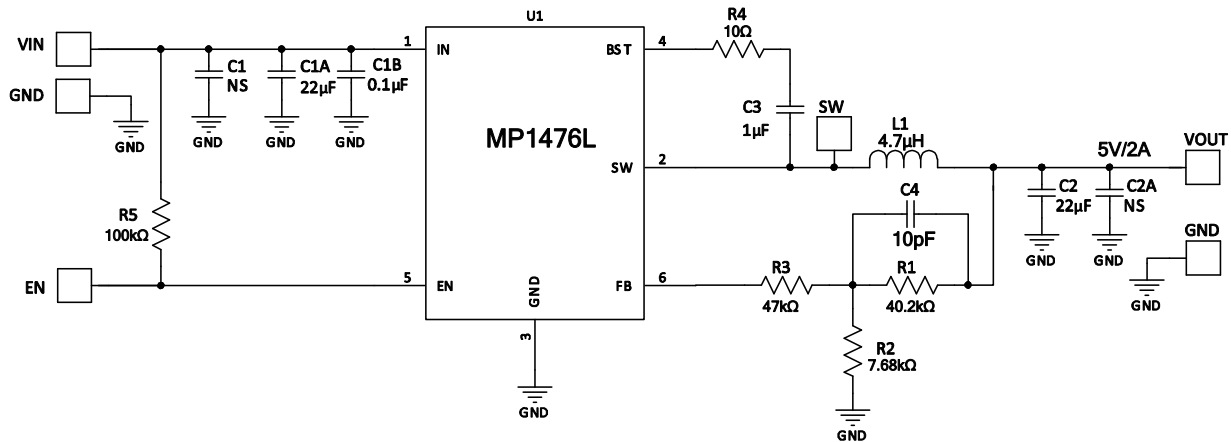 U1
VIN
GND
GND
C1
NS
GND
C1A
22µF
GND
C1B
0.1µF
GND
1
IN
R5
100kΩ
EN
5
EN
MP1476L
GND
3
GND
BST
4
R4
10Ω
C3
1µF
SW
SW
2
L1
4.7µH
5V/2A
VOUT
C2
22µF
GND
C2A
NS
GND
GND
GND
C4
10pF
FB
6
R3
47kΩ
R1
40.2kΩ
R2
7.68kΩ
GND